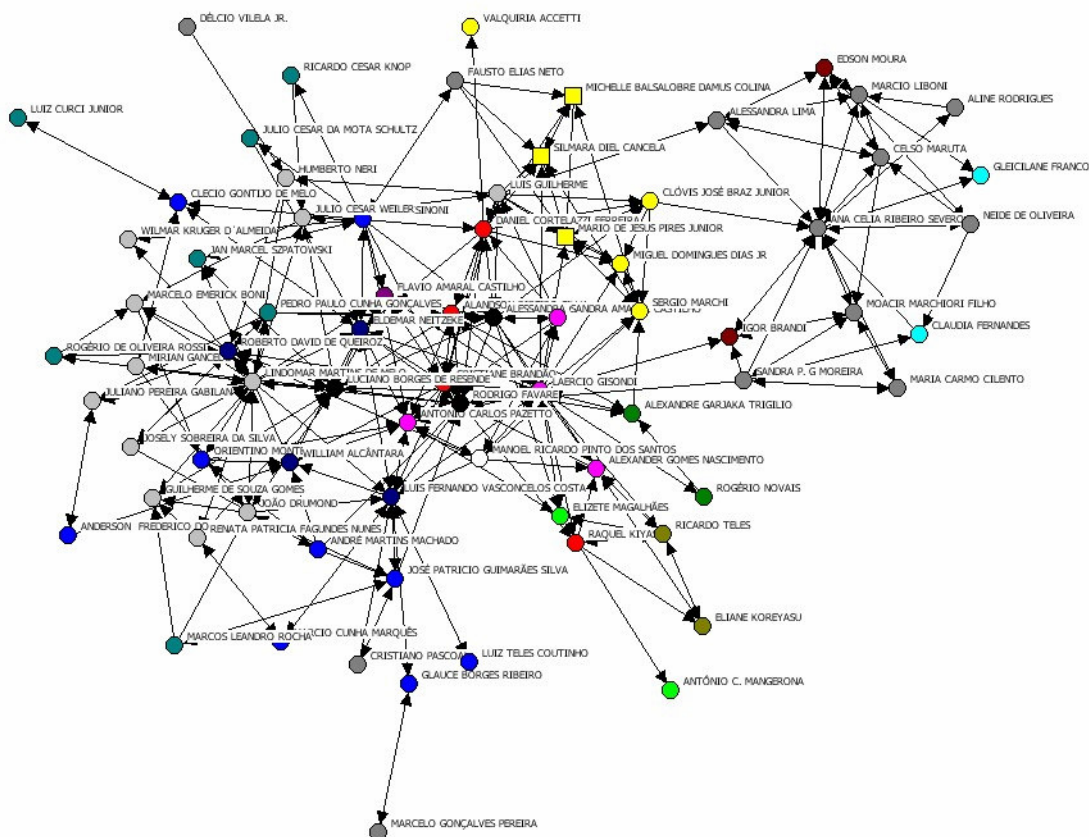 DÉLCIO VILELA JR.
VALQUIRIA ACCETTI
EDSON MOURA
RICARDO CESAR KNOP
FAUSTO ELIAS NETO
MARCIO LIBONI
MICHELLE BALSALOBRE DAMUS COLINA
LUIZ CURCI JUNIOR
ALESSANDRA LIMA
ALINE RODRIGUES
JULIO CESAR DA MOTA SCHULTZ
SILMARA DIEL CANCELA
CELSO MARUTA
HUMBERTO NERI
GLEICILANE FRANCO
LUIS GUILHERME
CLECIO GONTIJO DE MELO
CLÓVIS JOSÉ BRAZ JUNIOR
JULIO CESAR WEILER
SINONI
DANIEL CORTELAZZI FERREIRA
ANA CELIA RIBEIRO SEVERO
NEIDE DE OLIVEIRA
WILMAR KRUGER D´ALMEIDA
MARIO DE JESUS PIRES JUNIOR
JAN MARCEL SZPATOWSKI
MIGUEL DOMINGUES DIAS JR
FLAVIO AMARAL CASTILHO
MARCELO EMERICK BONI
PEDRO PAULO CUNHA GONÇALVES
SERGIO MARCHI
MOACIR MARCHIORI FILHO
ELDEMAR NEITZEKE
IGOR BRANDI
CLAUDIA FERNANDES
ROGÉRIO DE OLIVEIRA ROSSI
ROBERTO DAVID DE QUEIROZ
MIRIAN
LINDOMAR MARTINS DE MELO
BRANDÃO
SANDRA P. G MOREIRA
LUCIANO BORGES DE RESENDE
LAERCIO GISONDI
MARIA CARMO CILENTO
JULIANO PEREIRA
RODRIGO FAVARE
ALEXANDRE GARJAKA TRIGILIO
ANTONIO CARLOS PAZETTO
JOSELY SOBREIRA DA SILVA
ORIENTINO
WILLIAM ALCÂNTARA
MANOEL RICARDO PINTO DOS SANTOS
ALEXANDER GOMES NASCIMENTO
GUILHERME DE SOUZA GOMES
LUIS FERNANDO VASCONCELOS COSTA
ROGÉRIO NOVAIS
JOÃO DRUMOND
ELIZETE MAGALHÃES
ANDERSON FREDERICO DO
RENATA PATRICIA FAGUNDES NUNES
RICARDO TELES
RAQUEL
ANDRÉ MARTINS MACHADO
JOSÉ PATRICIO GUIMARÃES SILVA
ELIANE KOREYASU
MARCOS LEANDRO ROCHA
CUNHA MARQUÊS
CRISTIANO
LUIZ TELES COUTINHO
GLAUCE BORGES RIBEIRO
ANTÔNIO C. MANGERONA
MARCELO GONÇALVES PEREIRA